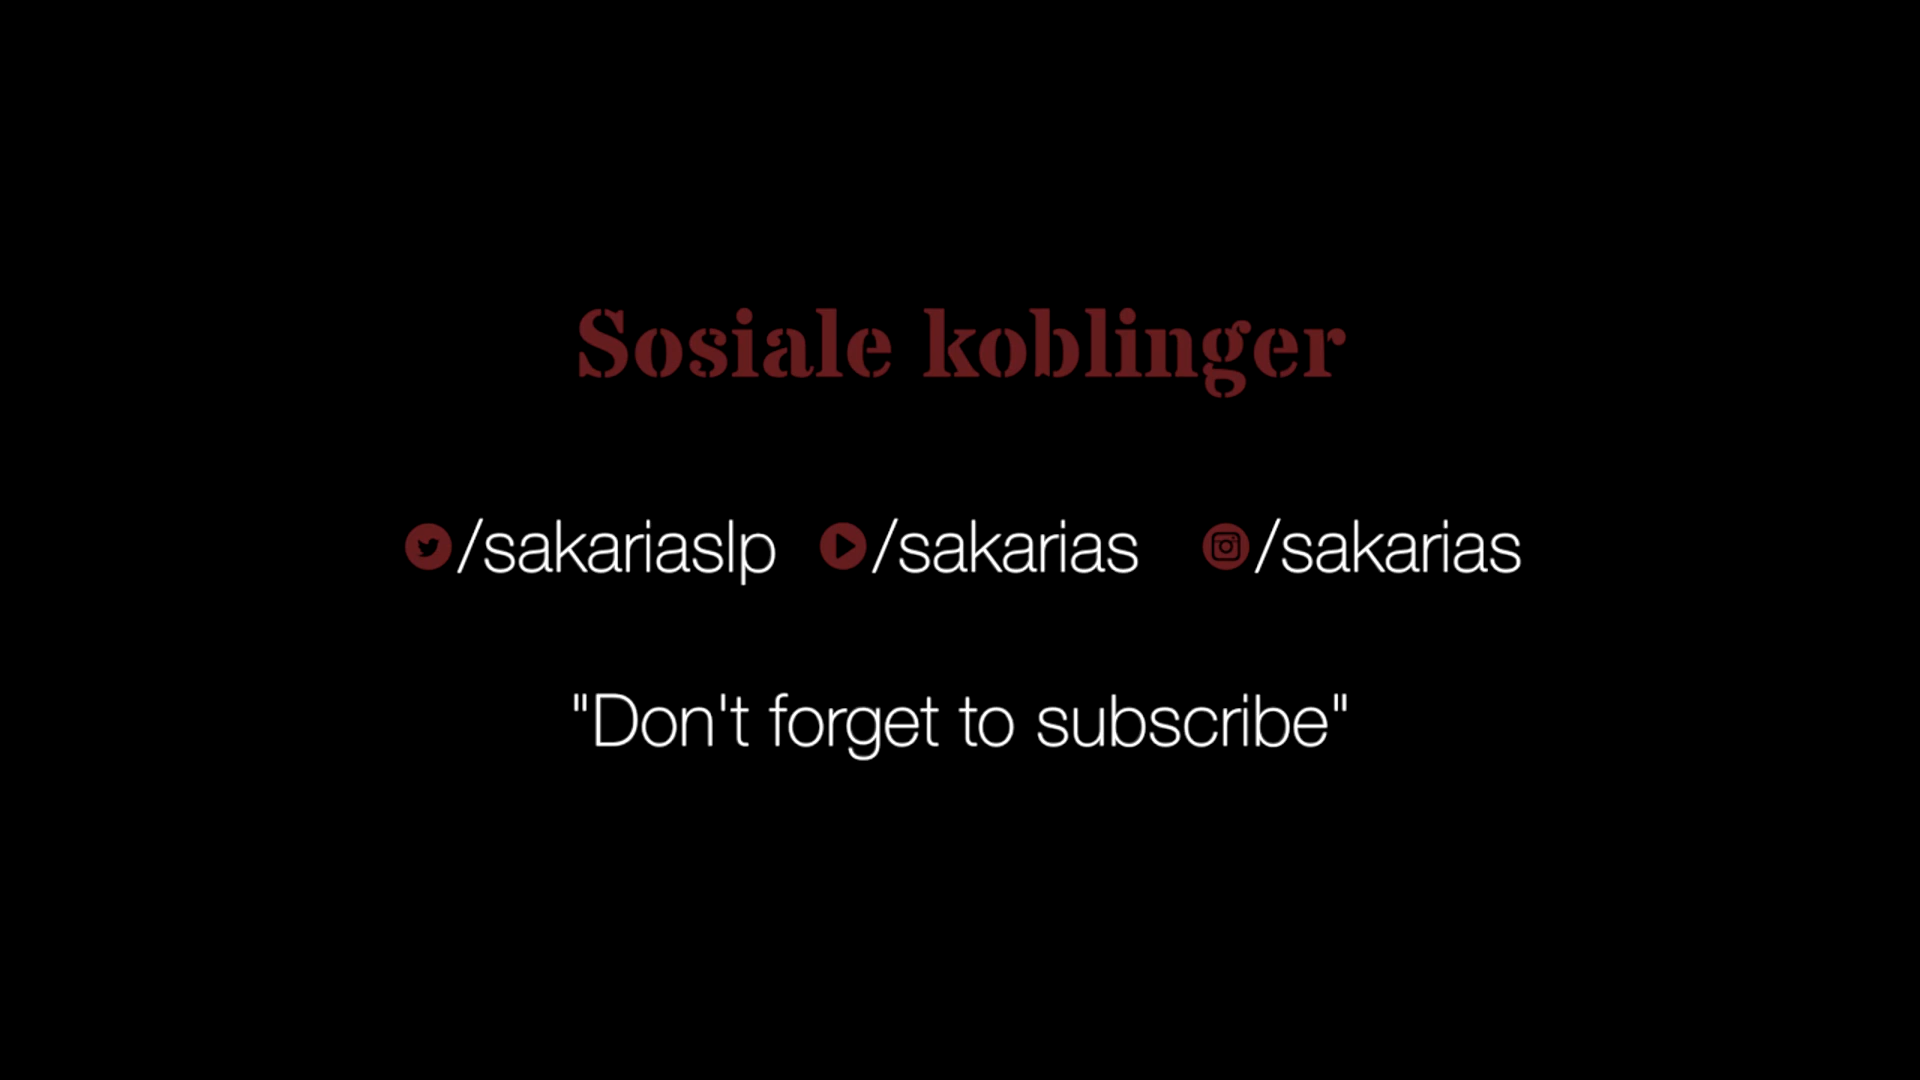 Sosiale koblinger
/sakariaslp /sakarias /sakarias
"Don't forget to subscribe"